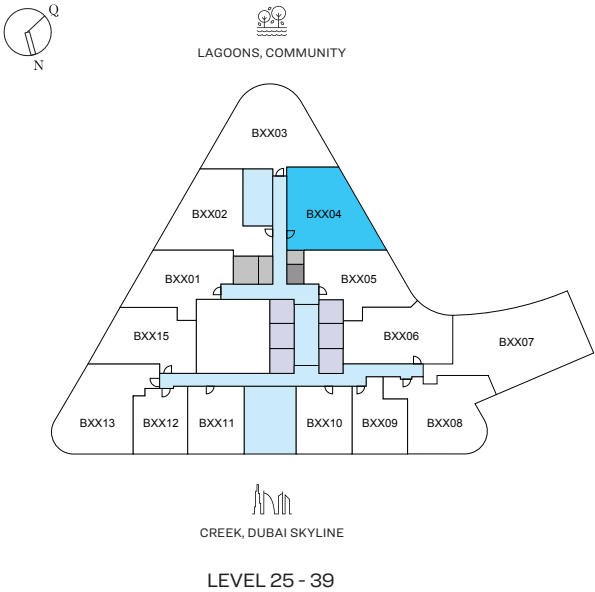 Q
N
LAGOONS, COMMUNITY
BXX03
BXX02
BXX04
BXX01
BXX05
BXX15
BXX06
BXX07
BXX13
BXX12
BXX11
BXX10
BXX09
BXX08
CREEK, DUBAI SKYLINE
LEVEL 25 - 39